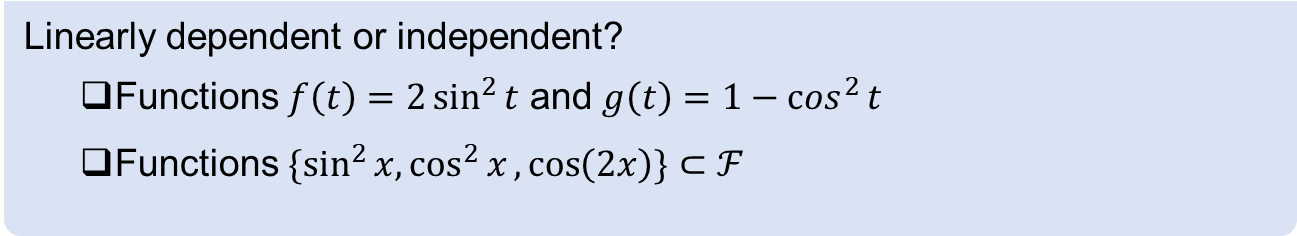 Linearly dependent or independent?
❑Functions 𝑓(𝑡) = 2 sin² 𝑡 and 𝑔(𝑡) = 1 − 𝑐𝑜𝑠² 𝑡
❑Functions {sin² 𝑥, cos² 𝑥 , cos(2𝑥)} ⊂ ℱ